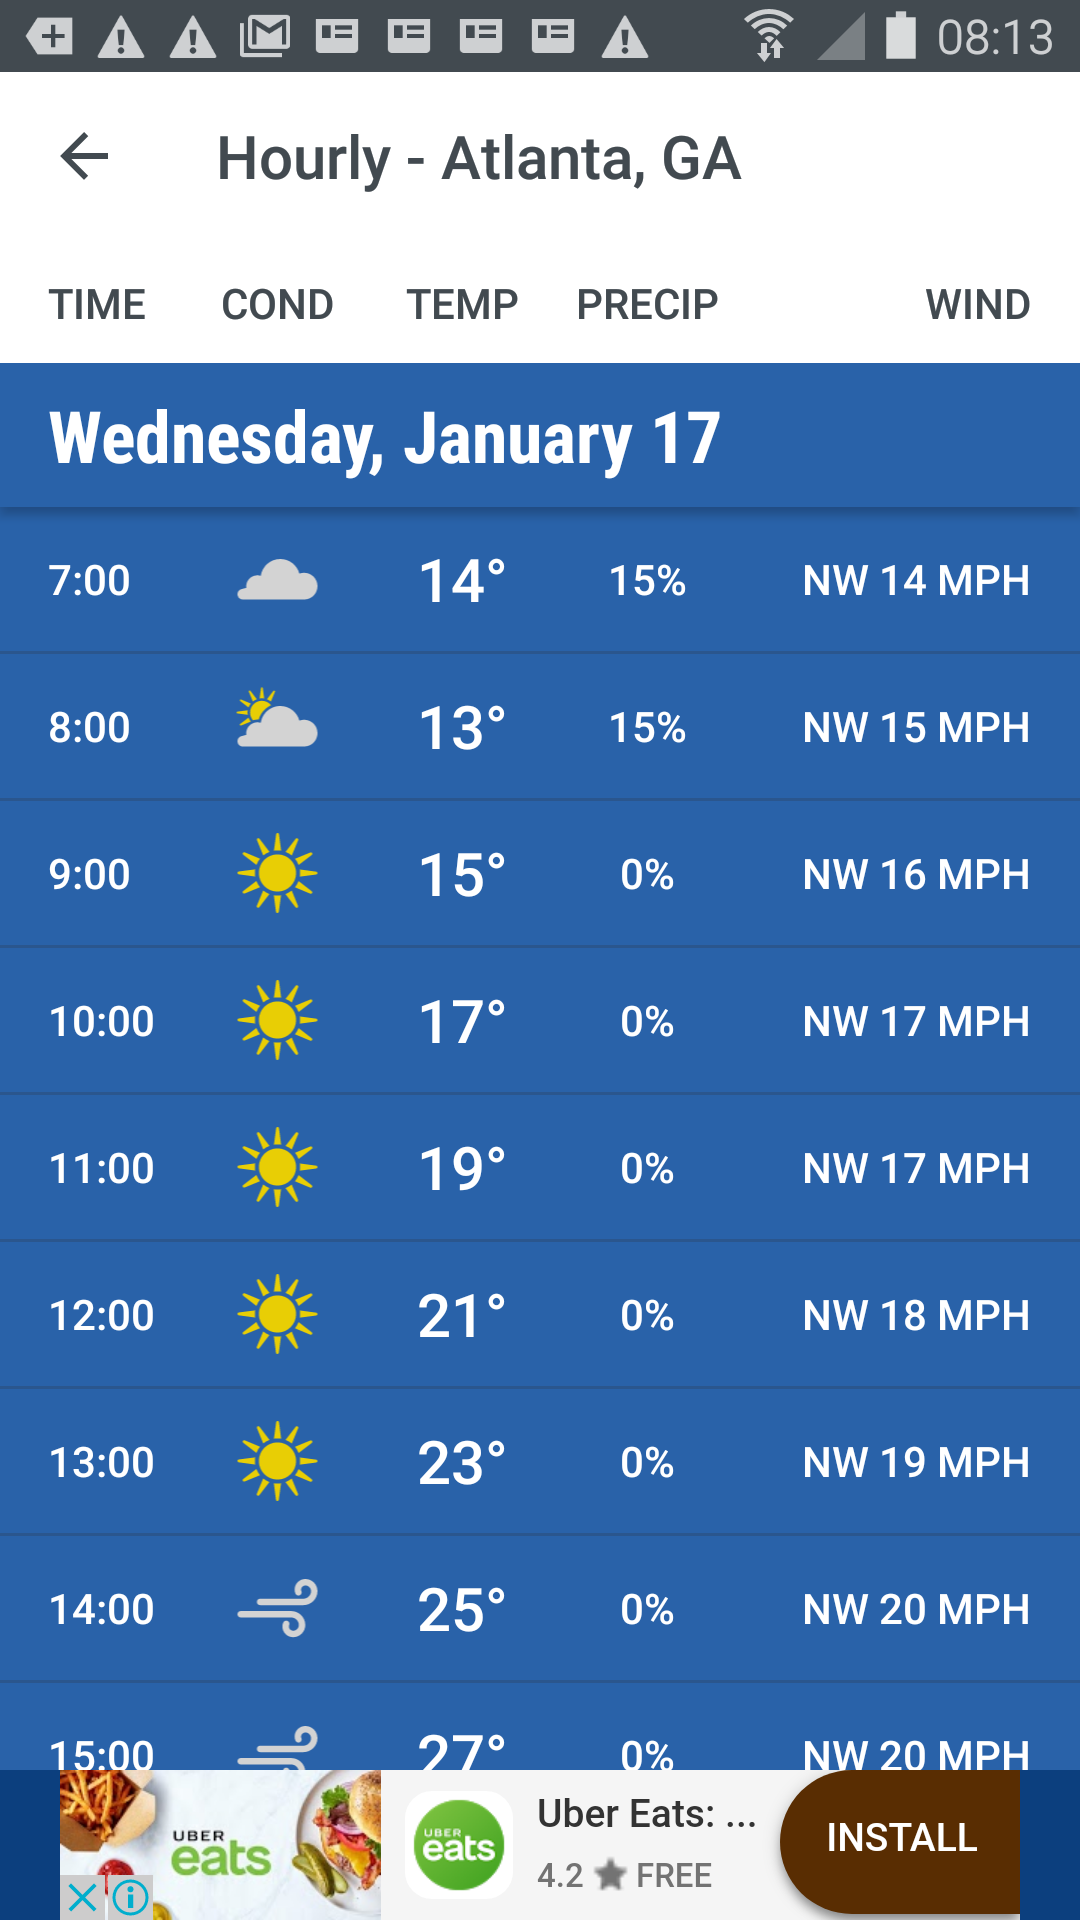 08:13
Hourly - Atlanta, GA
TIME COND TEMP PRECIP WIND
Wednesday, January 17
7:00 14° 15% NW 14 MPH
8:00 13° 15% NW 15 MPH
9:00 15° 0% NW 16 MPH
10:00 17° 0% NW 17 MPH
11:00 19° 0% NW 17 MPH
12:00 21° 0% NW 18 MPH
13:00 23° 0% NW 19 MPH
14:00 25° 0% NW 20 MPH
15:00 27° 0% NW 20 MPH
UBER
eats
UBER
eats
Uber Eats: ...
4.2 ★ FREE
INSTALL